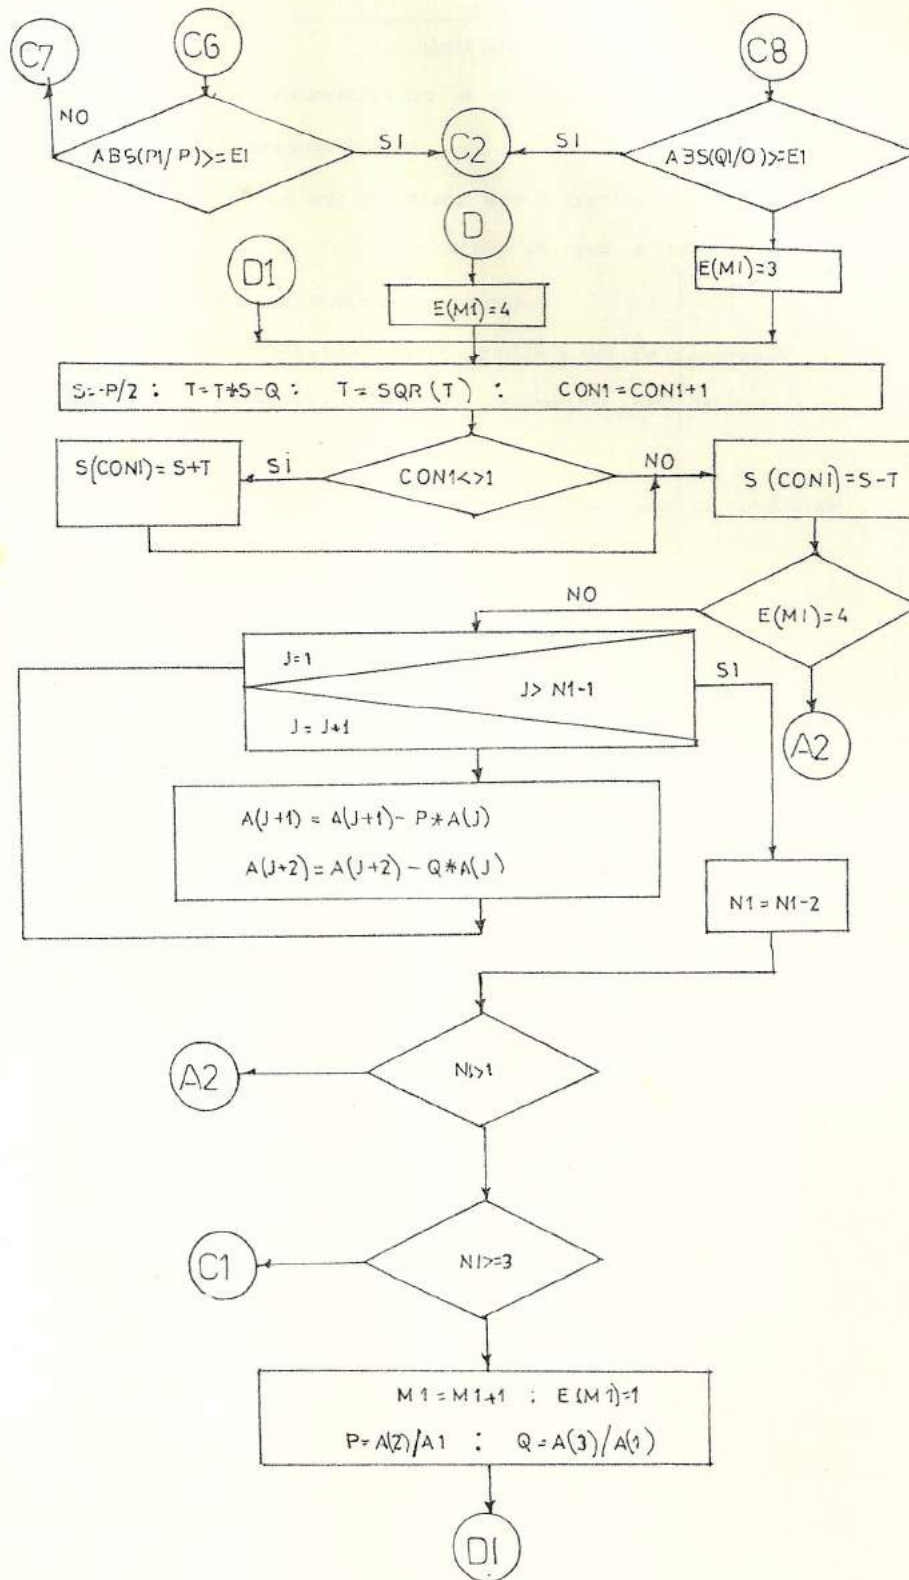 C7
C6
C8
NO
ABS(P1/P)>=E1
SI
C2
SI
ABS(Q1/O)>=E1
D
D1
E(M1)=3
E(M1)=4
S=-P/2 : T=T*S-Q : T=SQR(T) : CON1=CON1+1
S(CON1)=S+T
SI
CON1<>1
NO
S(CON1)=S-T
NO
E(M1)=4
J=1
J> N1-1
SI
J=J+1
A2
A(J+1) = A(J+1)- P*A(J)
A(J+2) = A(J+2) - Q*A(J)
N1=N1-2
A2
N1>1
C1
N1>=3
M1=M1+1 : E(M1)=1
P=A(2)/A1 : Q=A(3)/A(1)
D1